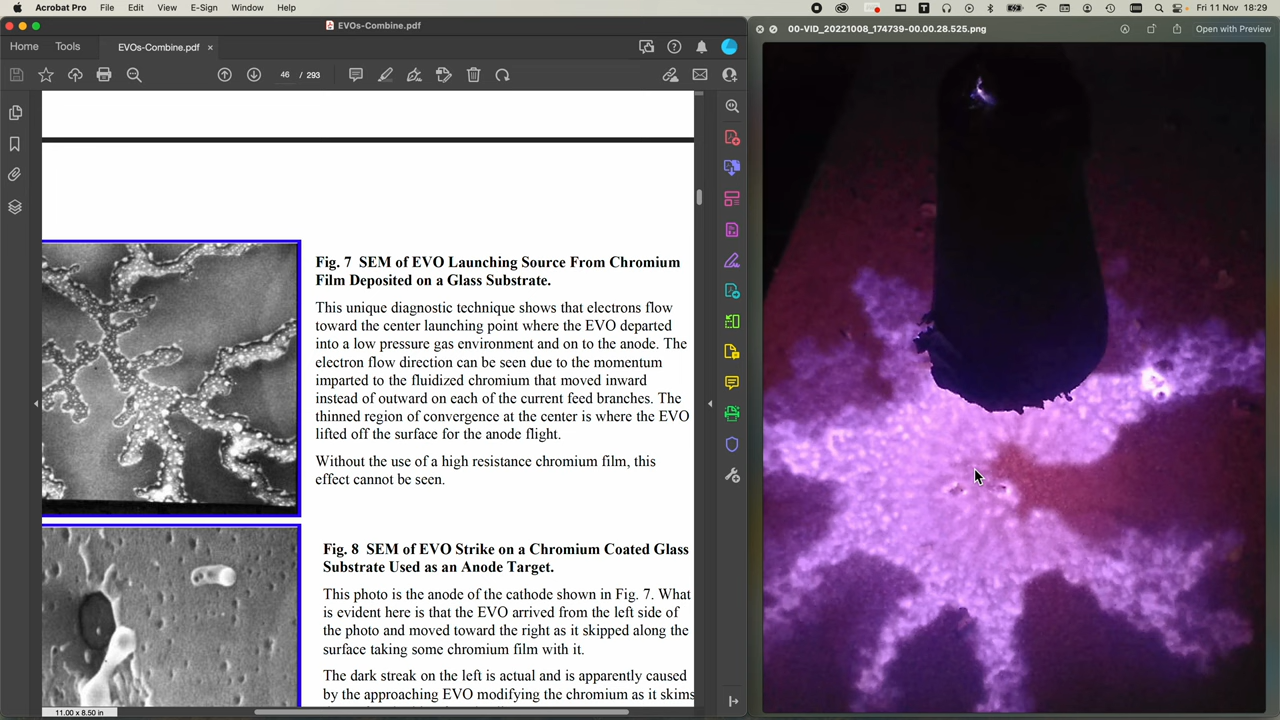 Acrobat Pro File Edit View E-Sign Window Help
Fri 11 Nov 18:29
EVOs-Combine.pdf
00-VID_20221008_174739-00.00.28.525.png
Open with Preview
Home Tools EVOs-Combine.pdf ×
46 / 293
Fig. 7 SEM of EVO Launching Source From Chromium
Film Deposited on a Glass Substrate.
This unique diagnostic technique shows that electrons flow
toward the center launching point where the EVO departed
into a low pressure gas environment and on to the anode. The
electron flow direction can be seen due to the momentum
imparted to the fluidized chromium that moved inward
instead of outward on each of the current feed branches. The
thinned region of convergence at the center is where the EVO
lifted off the surface for the anode flight.
Without the use of a high resistance chromium film, this
effect cannot be seen.
Fig. 8 SEM of EVO Strike on a Chromium Coated Glass
Substrate Used as an Anode Target.
This photo is the anode of the cathode shown in Fig. 7. What
is evident here is that the EVO arrived from the left side of
the photo and moved toward the right as it skipped along the
surface taking some chromium film with it.
The dark streak on the left is actual and is apparently caused
by the approaching EVO modifying the chromium as it skims
11.00 x 8.50 in